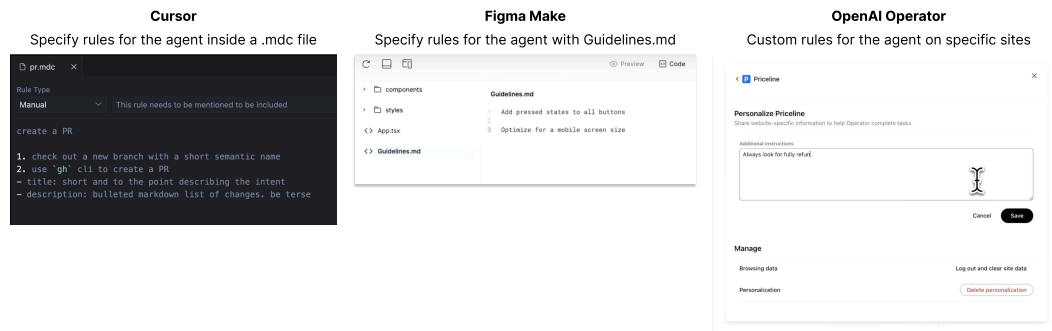 Cursor
Specify rules for the agent inside a .mdc file
pr.mdc
Rule Type
Manual
This rule needs to be mentioned to be included
create a PR
1. check out a new branch with a short semantic name
2. use `gh` cli to create a PR
– title: short and to the point describing the intent
– description: bulleted markdown list of changes. be terse
Figma Make
Specify rules for the agent with Guidelines.md
Preview
Code
components
styles
App.tsx
Guidelines.md
Guidelines.md
1 Add pressed states to all buttons
2
3 Optimize for a mobile screen size
OpenAI Operator
Custom rules for the agent on specific sites
P Priceline
Personalize Priceline
Share website-specific information to help Operator complete tasks.
Additional instructions
Always look for fully refun
Cancel
Save
Manage
Browsing data
Log out and clear site data
Personalization
Delete personalization